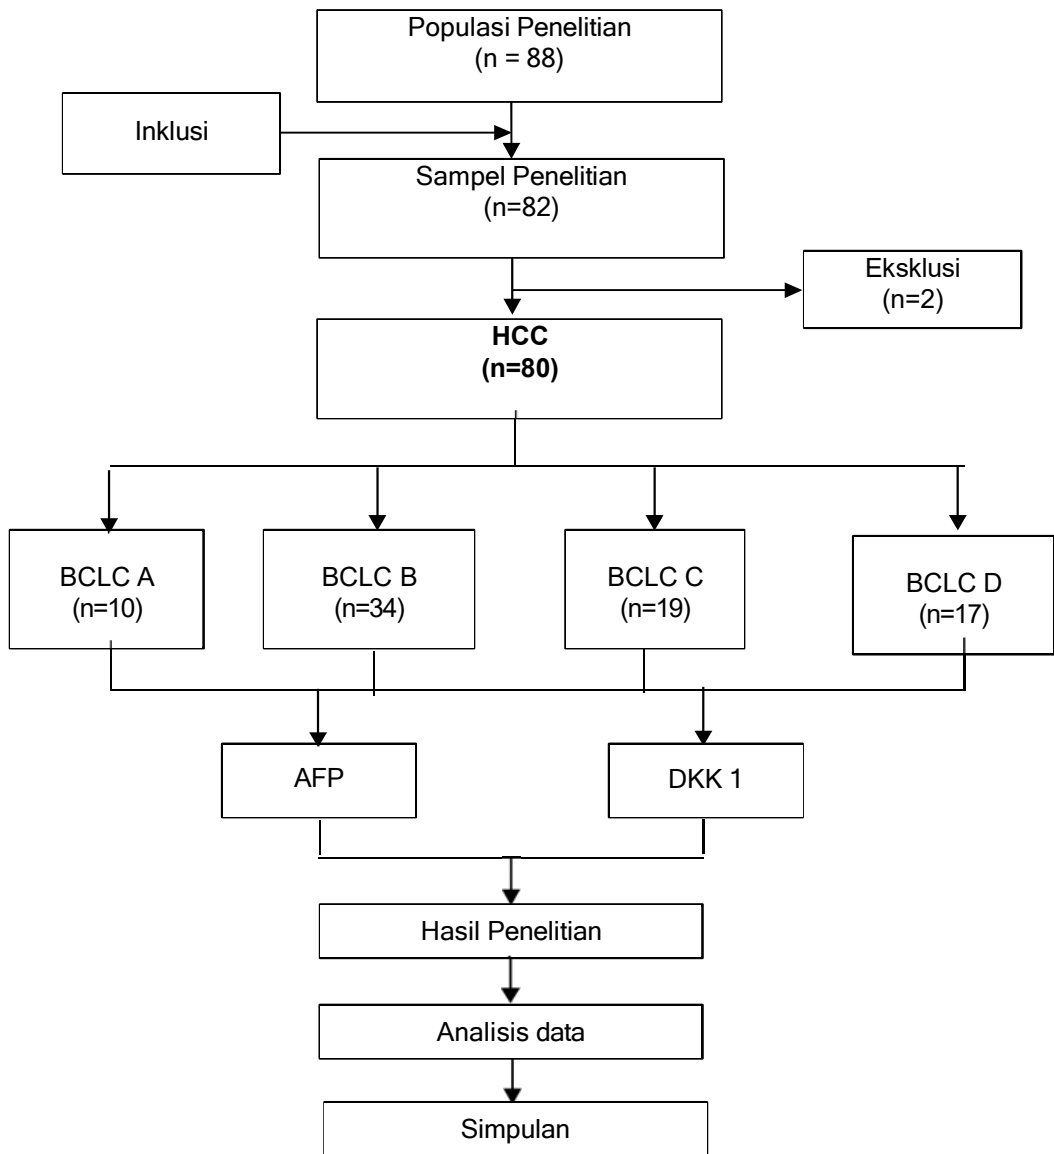 Populasi Penelitian
(n = 88)
Inklusi
Sampel Penelitian
(n=82)
Eksklusi
(n=2)
HCC
(n=80)
BCLC A
(n=10)
BCLC B
(n=34)
BCLC C
(n=19)
BCLC D
(n=17)
AFP
DKK 1
Hasil Penelitian
Analisis data
Simpulan